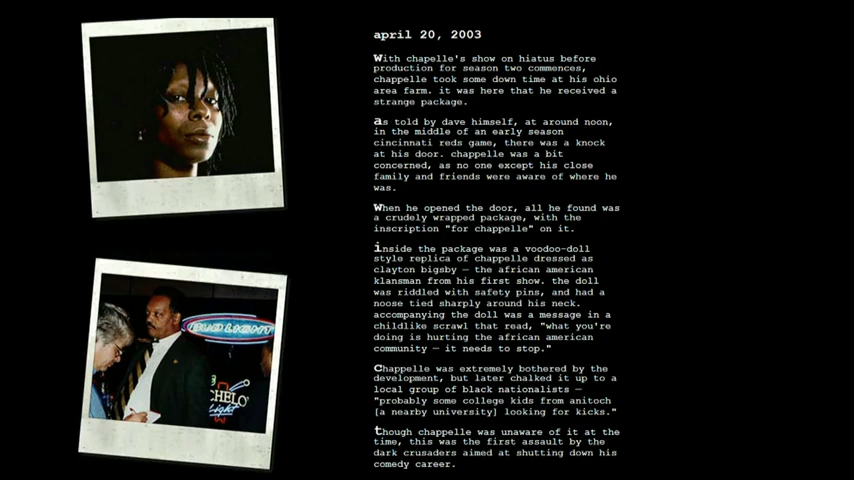 april 20, 2003
With chapelle's show on hiatus before
production for season two commences,
chappelle took some down time at his ohio
area farm. it was here that he received a
strange package.
as told by dave himself, at around noon,
in the middle of an early season
cincinnati reds game, there was a knock
at his door. chappelle was a bit
concerned, as no one except his close
family and friends were aware of where he
was.
When he opened the door, all he found was
a crudely wrapped package, with the
inscription "for chappelle" on it.
inside the package was a voodoo-doll
style replica of chappelle dressed as
clayton bigsby — the african american
klansman from his first show. the doll
was riddled with safety pins, and had a
noose tied sharply around his neck.
accompanying the doll was a message in a
childlike scrawl that read, "what you're
doing is hurting the african american
community — it needs to stop."
chappelle was extremely bothered by the
development, but later chalked it up to a
local group of black nationalists —
"probably some college kids from anitoch
[a nearby university] looking for kicks."
though chappelle was unaware of it at the
time, this was the first assault by the
dark crusaders aimed at shutting down his
comedy career.
BUD LIGHT
CHELO
Light